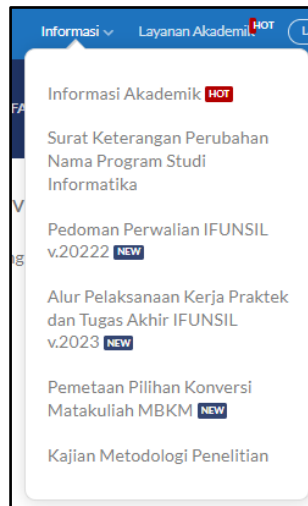 Informasi
Layanan Akademik HOT
Informasi Akademik HOT
Surat Keterangan Perubahan
Nama Program Studi
Informatika
Pedoman Perwalian IFUNSIL
v.20222 NEW
Alur Pelaksanaan Kerja Praktek
dan Tugas Akhir IFUNSIL
v.2023 NEW
Pemetaan Pilihan Konversi
Matakuliah MBKM NEW
Kajian Metodologi Penelitian